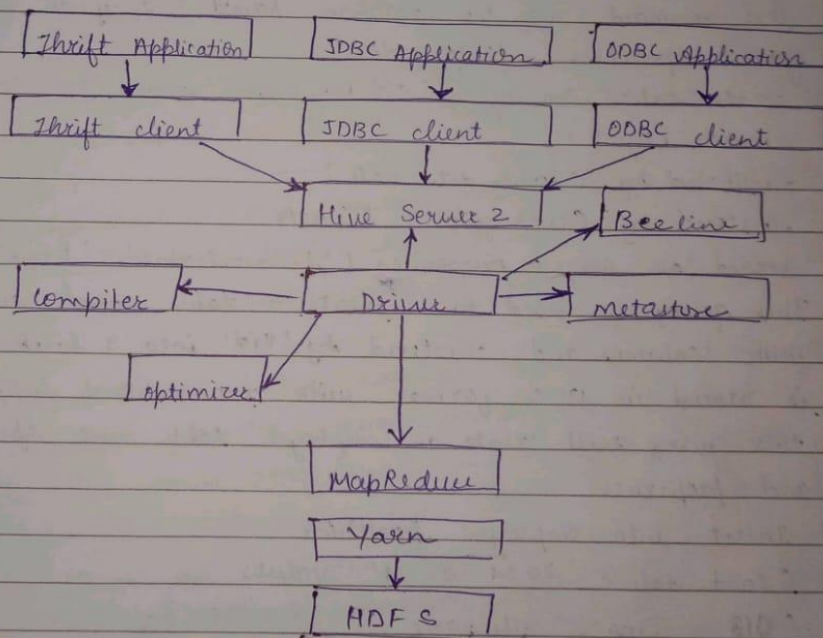 Thrift Application JDBC Application ODBC Application
Thrift client JDBC client ODBC client
Hive Server 2 Beeline
Compiler Driver Metastore
Optimizer
MapReduce
Yarn
HDFS